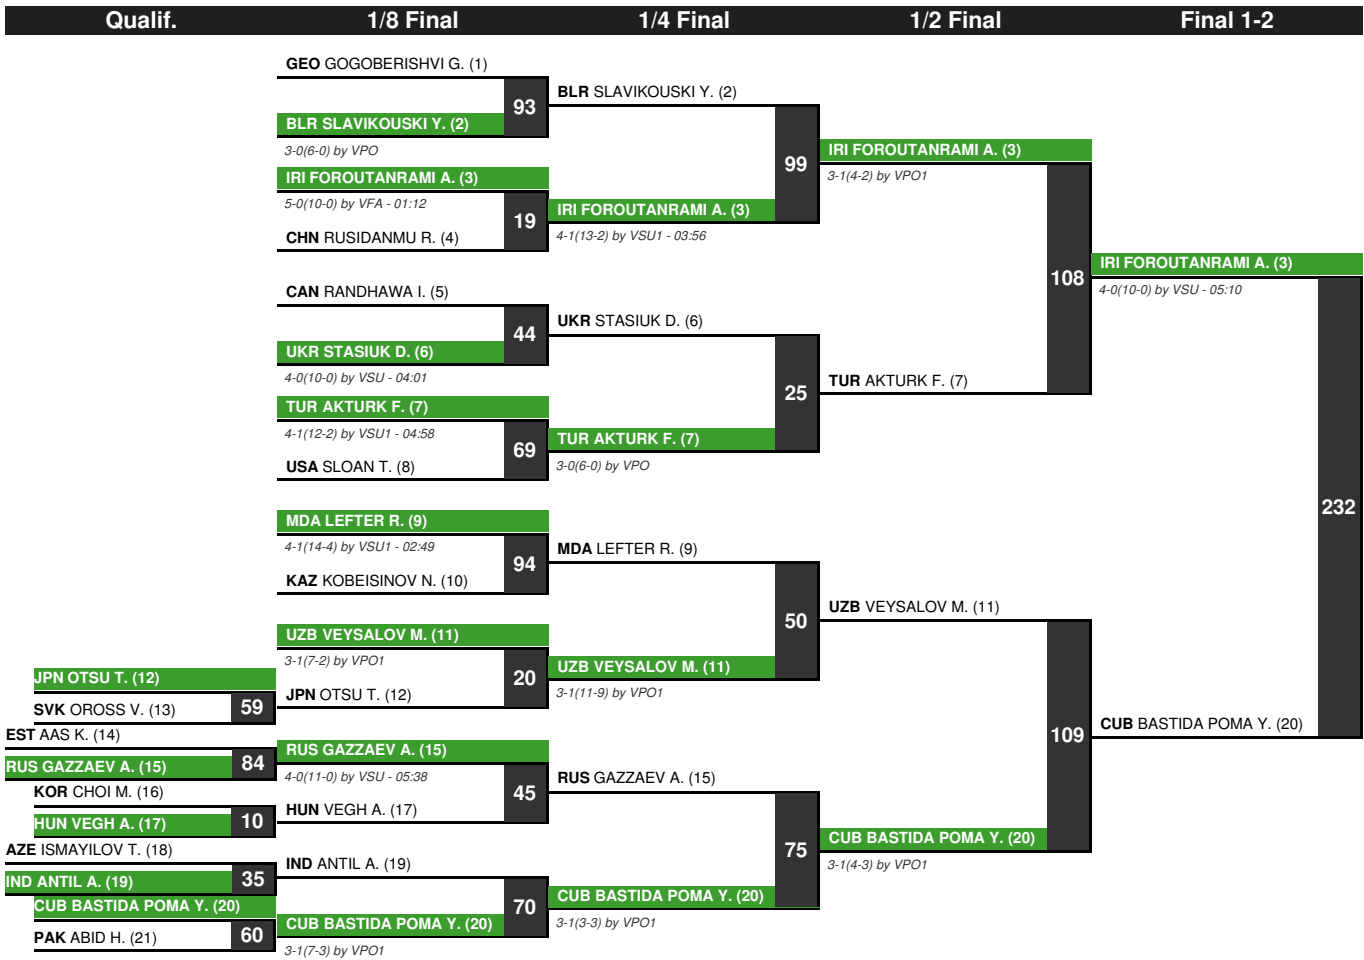 Qualif. 1/8 Final 1/4 Final 1/2 Final Final 1-2
GEO GOGOBERISHVI G. (1)
93
BLR SLAVIKOUSKI Y. (2)
3-0(6-0) by VPO
IRI FOROUTANRAMI A. (3)
5-0(10-0) by VFA - 01:12
19
CHN RUSIDANMU R. (4)
CAN RANDHAWA I. (5)
44
UKR STASIUK D. (6)
4-0(10-0) by VSU - 04:01
TUR AKTURK F. (7)
4-1(12-2) by VSU1 - 04:58
69
USA SLOAN T. (8)
MDA LEFTER R. (9)
4-1(14-4) by VSU1 - 02:49
94
KAZ KOBEISINOV N. (10)
UZB VEYSALOV M. (11)
3-1(7-2) by VPO1
20
JPN OTSU T. (12)
JPN OTSU T. (12)
59
SVK OROSS V. (13)
EST AAS K. (14)
84
RUS GAZZAEV A. (15)
KOR CHOI M. (16)
10
HUN VEGH A. (17)
AZE ISMAYILOV T. (18)
35
IND ANTIL A. (19)
CUB BASTIDA POMA Y. (20)
60
PAK ABID H. (21)
RUS GAZZAEV A. (15)
4-0(11-0) by VSU - 05:38
45
HUN VEGH A. (17)
IND ANTIL A. (19)
70
CUB BASTIDA POMA Y. (20)
3-1(7-3) by VPO1
BLR SLAVIKOUSKI Y. (2)
99
IRI FOROUTANRAMI A. (3)
4-1(13-2) by VSU1 - 03:56
UKR STASIUK D. (6)
25
TUR AKTURK F. (7)
3-0(6-0) by VPO
MDA LEFTER R. (9)
50
UZB VEYSALOV M. (11)
3-1(11-9) by VPO1
RUS GAZZAEV A. (15)
75
CUB BASTIDA POMA Y. (20)
3-1(3-3) by VPO1
IRI FOROUTANRAMI A. (3)
3-1(4-2) by VPO1
108
TUR AKTURK F. (7)
UZB VEYSALOV M. (11)
109
CUB BASTIDA POMA Y. (20)
3-1(4-3) by VPO1
IRI FOROUTANRAMI A. (3)
4-0(10-0) by VSU - 05:10
232
CUB BASTIDA POMA Y. (20)